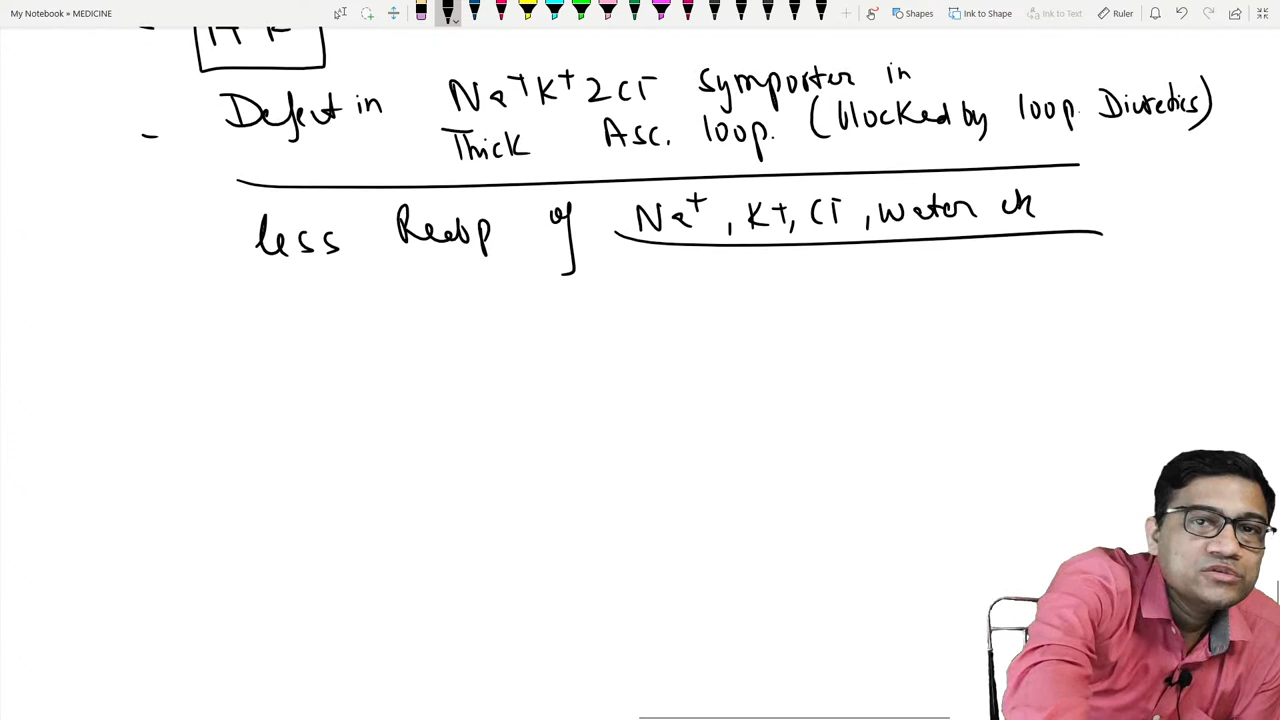 My Notebook » MEDICINE
Shapes Ink to Shape Ink to Text Ruler
Defect in Na+K+2Cl- symporter in
Thick Asc. loop. (blocked by loop Diuretics)
less Reabp of Na+, K+, Cl-, water